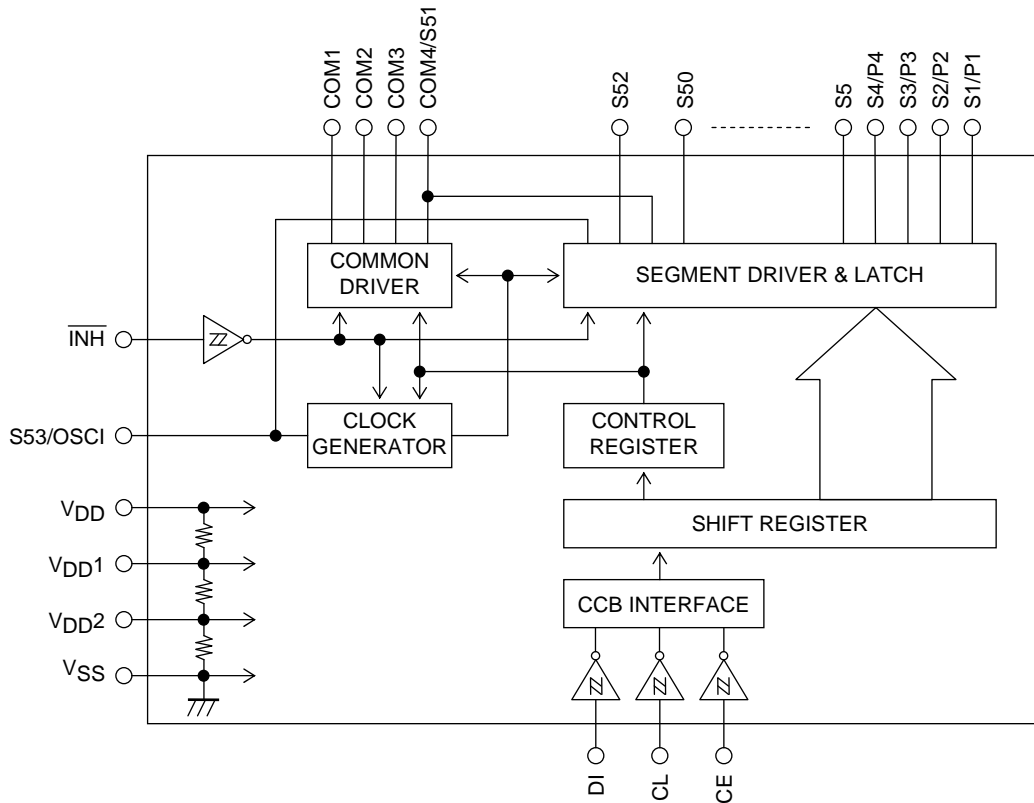 COM1
COM2
COM3
COM4/S51
S52
S50
S5
S4/P4
S3/P3
S2/P2
S1/P1
COMMON
DRIVER
SEGMENT DRIVER & LATCH
INH
S53/OSCI
CLOCK
GENERATOR
CONTROL
REGISTER
VDD
SHIFT REGISTER
VDD1
CCB INTERFACE
VDD2
VSS
DI
CL
CE